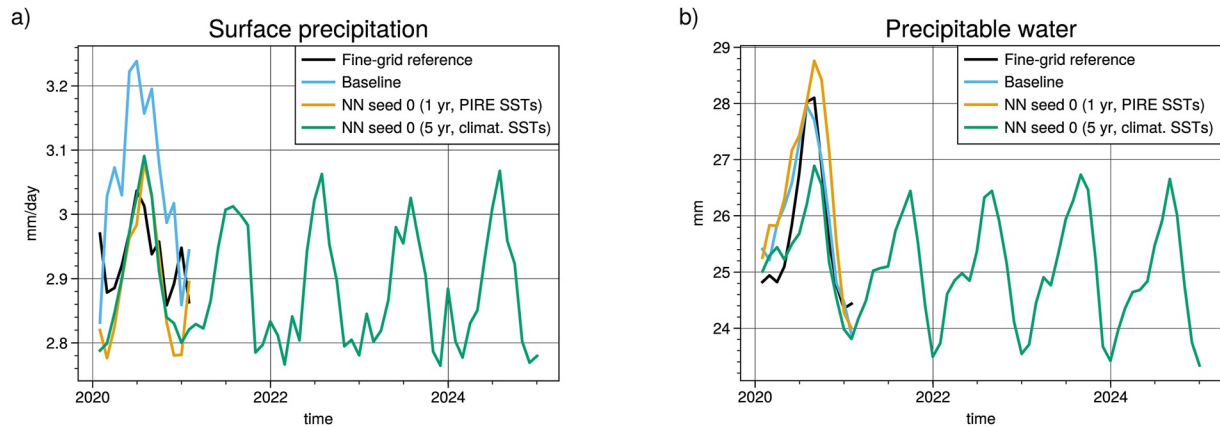 a)
Surface precipitation
Fine-grid reference
Baseline
NN seed 0 (1 yr, PIRE SSTs)
NN seed 0 (5 yr, climat. SSTs)
3.2
3.1
3
2.9
2.8
mm/day
2020
2022
2024
time
b)
Precipitable water
Fine-grid reference
Baseline
NN seed 0 (1 yr, PIRE SSTs)
NN seed 0 (5 yr, climat. SSTs)
29
28
27
26
25
24
mm
2020
2022
2024
time